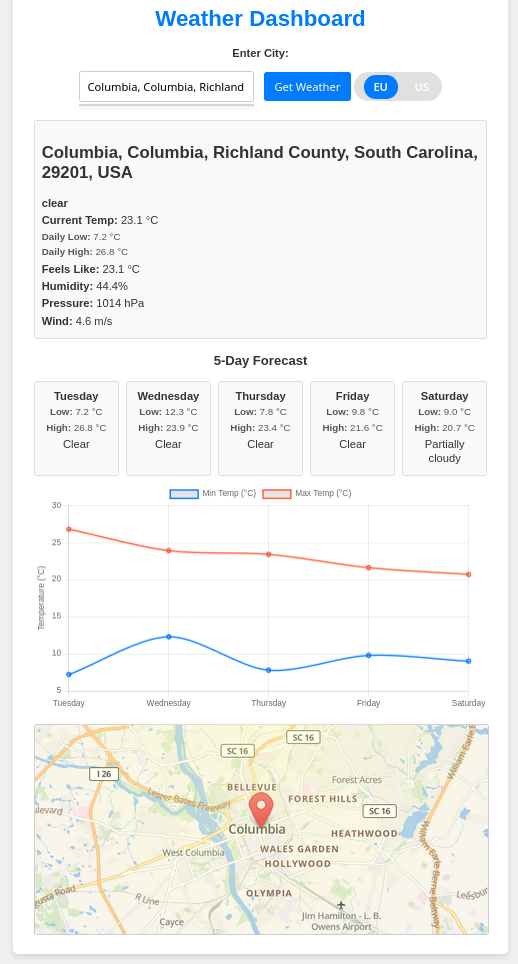 Weather Dashboard
Enter City:
Columbia, Columbia, Richland
Get Weather
EU US
Columbia, Columbia, Richland County, South Carolina,
29201, USA
clear
Current Temp: 23.1 °C
Daily Low: 7.2 °C
Daily High: 26.8 °C
Feels Like: 23.1 °C
Humidity: 44.4%
Pressure: 1014 hPa
Wind: 4.6 m/s
5-Day Forecast
Tuesday
Low: 7.2 °C
High: 26.8 °C
Clear
Wednesday
Low: 12.3 °C
High: 23.9 °C
Clear
Thursday
Low: 7.8 °C
High: 23.4 °C
Clear
Friday
Low: 9.8 °C
High: 21.6 °C
Clear
Saturday
Low: 9.0 °C
High: 20.7 °C
Partially
cloudy
Min Temp (°C) Max Temp (°C)
Temperature (°C)
30
25
20
15
10
5
Tuesday Wednesday Thursday Friday Saturday
SC 16
SC 16
I 26
Forest Acres
BELLEVUE
Lester Bates Freeway
FOREST HILLS
SC 16
ulevard
Columbia
HEATHWOOD
William Earle E
William Earle Berne Beltway
WALES GARDEN
West Columbia
HOLLYWOOD
OLYMPIA
gusta Road
R Line
Leesbur
Cayce
Jim Hamilton - L. B.
Owens Airport